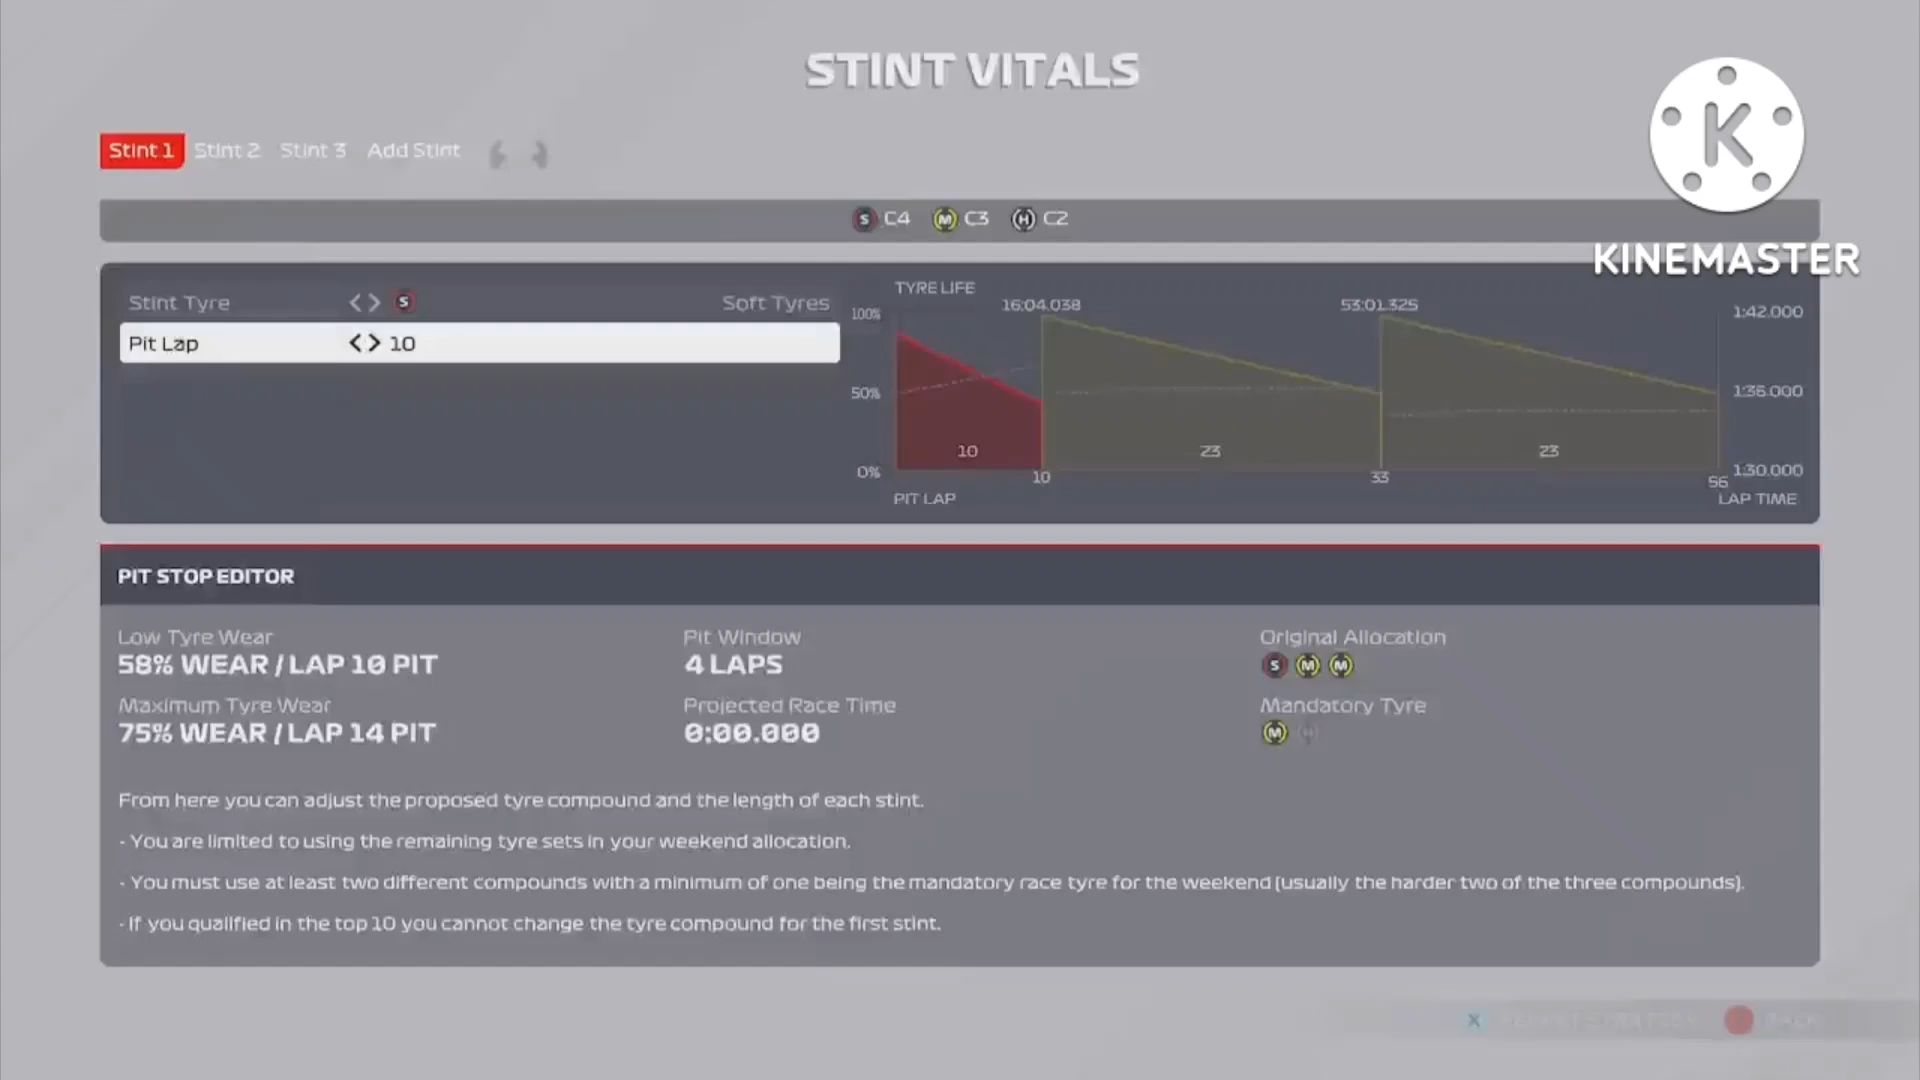 STINT VITALS
K
KINEMASTER
Stint 1 Stint 2 Stint 3 Add Stint
S C4 M C3 H C2
Stint Tyre S Soft Tyres
Pit Lap 10
TYRE LIFE
16:04.038 53:01.325
100% 1:42.000
50% 1:36.000
10 23 23
0% 10 33 56 1:30.000
PIT LAP LAP TIME
PIT STOP EDITOR
Low Tyre Wear Pit Window Original Allocation
58% WEAR / LAP 10 PIT 4 LAPS S M M
Maximum Tyre Wear Projected Race Time Mandatory Tyre
75% WEAR / LAP 14 PIT 0:00.000 M H
From here you can adjust the proposed tyre compound and the length of each stint.
- You are limited to using the remaining tyre sets in your weekend allocation.
- You must use at least two different compounds with a minimum of one being the mandatory race tyre for the weekend (usually the harder two of the three compounds).
- If you qualified in the top 10 you cannot change the tyre compound for the first stint.
X BACK